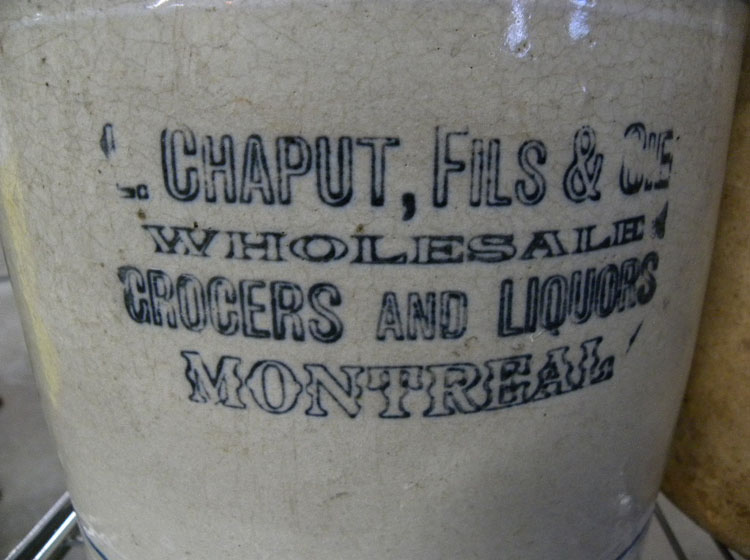 L. CHAPUT, FILS & CIE
WHOLESALE
GROCERS AND LIQUORS
MONTREAL